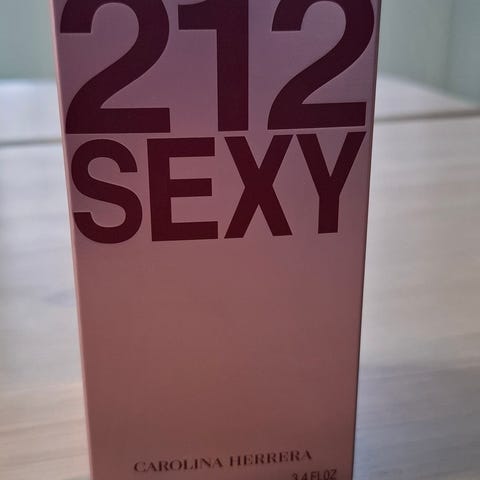 212
SEXY
CAROLINA HERRERA
3.4 FL.OZ